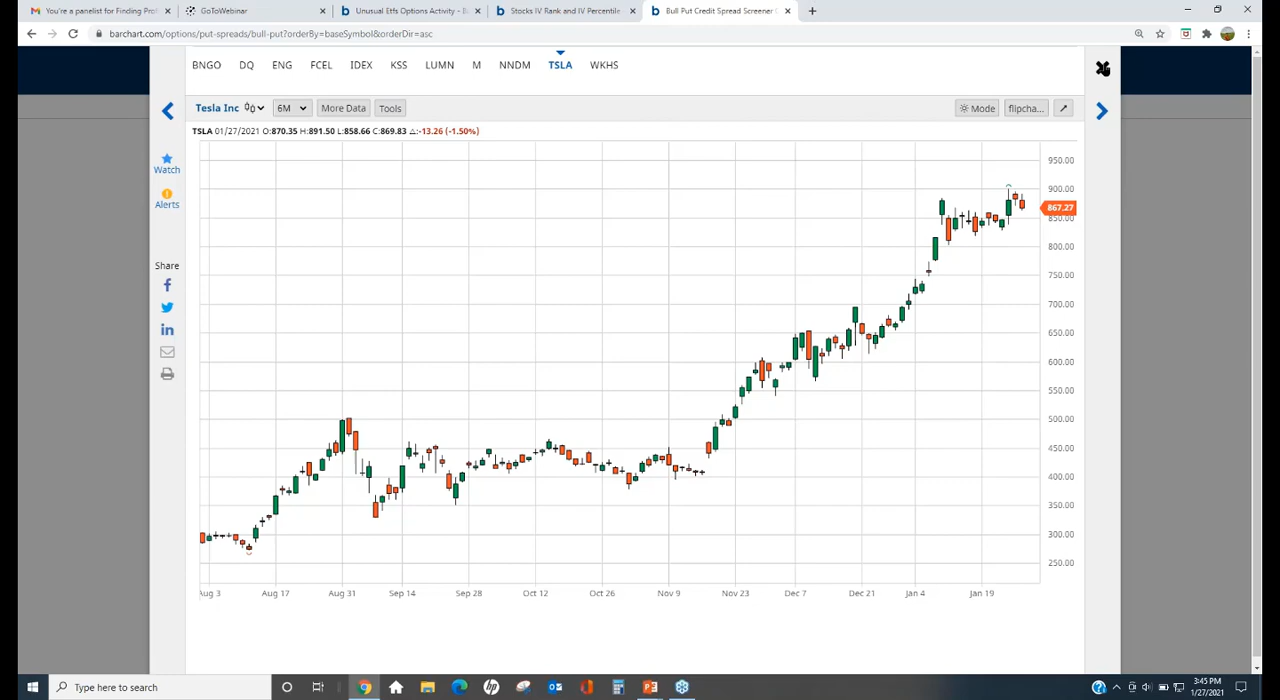 You're a panelist for Finding Pro
GoToWebinar
Unusual Etfs Options Activity - B
Stocks IV Rank and IV Percentile
Bull Put Credit Spread Screener
barchart.com/options/put-spreads/bull-put?orderBy=baseSymbol&orderDir=asc
BNGO DQ ENG FCEL IDEX KSS LUMN M NNDM TSLA WKHS
Tesla Inc 6M More Data Tools Mode flipcha...
TSLA 01/27/2021 O:870.35 H:891.50 L:858.66 C:869.83 Δ:-13.26 (-1.50%)
Watch
Alerts
Share
950.00
900.00
867.27
850.00
800.00
750.00
700.00
650.00
600.00
550.00
500.00
450.00
400.00
350.00
300.00
250.00
Aug 3 Aug 17 Aug 31 Sep 14 Sep 28 Oct 12 Oct 26 Nov 9 Nov 23 Dec 7 Dec 21 Jan 4 Jan 19
Type here to search
3:45 PM
1/27/2021